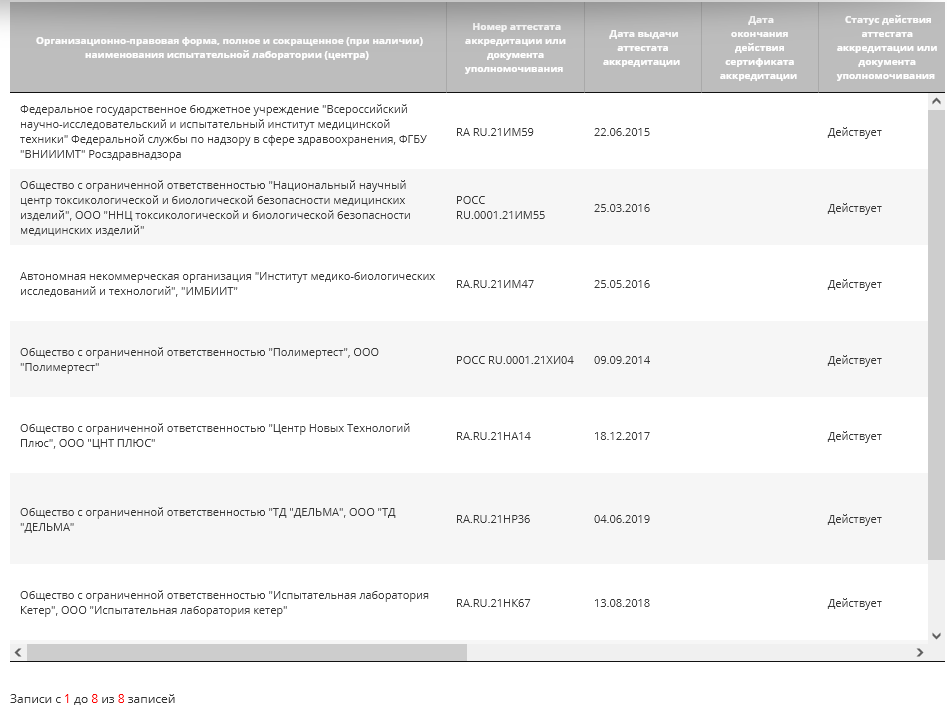 Организационно-правовая форма, полное и сокращенное (при наличии)
наименования испытательной лаборатории (центра)
Номер аттестата
аккредитации или
документа
уполномочивания
Дата выдачи
аттестата
аккредитации
Дата
окончания
действия
сертификата
аккредитации
Статус действия
аттестата
аккредитации или
документа
уполномочивания
Федеральное государственное бюджетное учреждение "Всероссийский
научно-исследовательский и испытательный институт медицинской
техники" Федеральной службы по надзору в сфере здравоохранения, ФГБУ
"ВНИИИМТ" Росздравнадзора
RA RU.21ИМ59
22.06.2015
Действует
Общество с ограниченной ответственностью "Национальный научный
центр токсикологической и биологической безопасности медицинских
изделий", ООО "ННЦ токсикологической и биологической безопасности
медицинских изделий"
РОСС
RU.0001.21ИМ55
25.03.2016
Действует
Автономная некоммерческая организация "Институт медико-биологических
исследований и технологий", "ИМБИИТ"
RA.RU.21ИМ47
25.05.2016
Действует
Общество с ограниченной ответственностью "Полимертест", ООО
"Полимертест"
РОСС RU.0001.21ХИ04
09.09.2014
Действует
Общество с ограниченной ответственностью "Центр Новых Технологий
Плюс", ООО "ЦНТ ПЛЮС"
RA.RU.21НА14
18.12.2017
Действует
Общество с ограниченной ответственностью "ТД "ДЕЛЬМА", ООО "ТД
"ДЕЛЬМА"
RA.RU.21НР36
04.06.2019
Действует
Общество с ограниченной ответственностью "Испытательная лаборатория
Кетер", ООО "Испытательная лаборатория кетер"
RA.RU.21НК67
13.08.2018
Действует
Записи с 1 до 8 из 8 записей